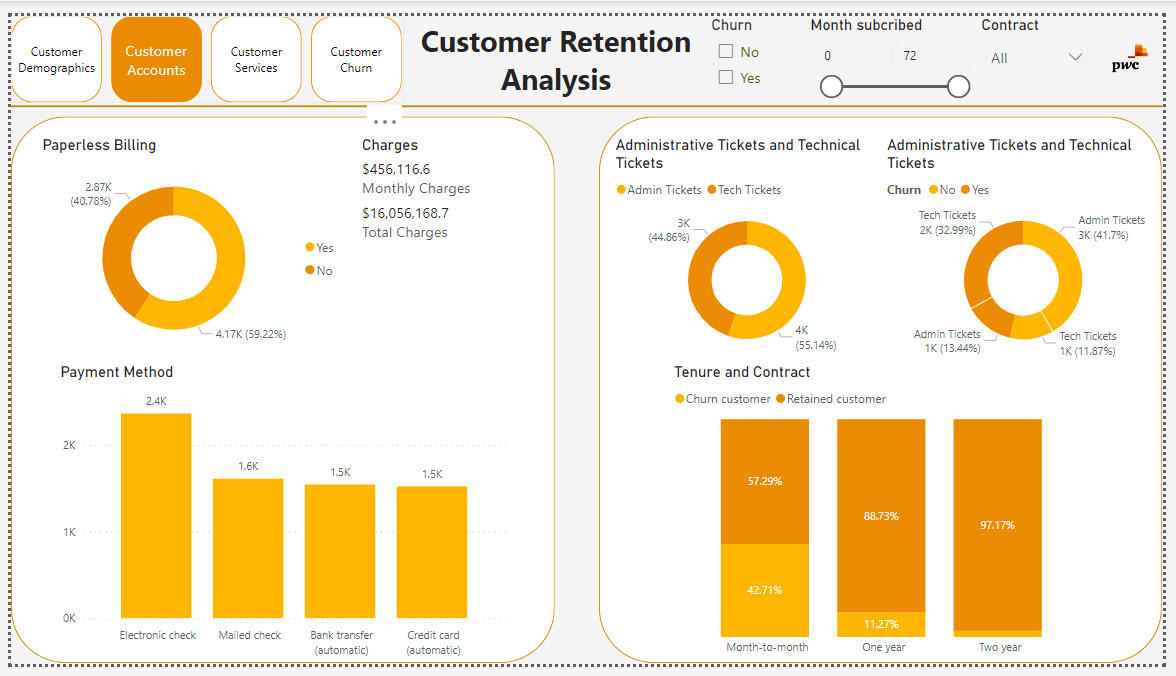 Customer
Demographics
Customer
Accounts
Customer
Services
Customer
Churn
Customer Retention
Analysis
Churn
No
Yes
Month subcribed
0
72
Contract
All
pwc
Paperless Billing
2.87K
(40.78%)
4.17K (59.22%)
Yes
No
Charges
$456,116.6
Monthly Charges
$16,056,168.7
Total Charges
Payment Method
2.4K
1.6K
1.5K
1.5K
2K
1K
0K
Electronic check
Mailed check
Bank transfer
(automatic)
Credit card
(automatic)
Administrative Tickets and Technical
Tickets
Admin Tickets
Tech Tickets
3K
(44.86%)
4K
(55.14%)
Administrative Tickets and Technical
Tickets
Churn
No
Yes
Tech Tickets
2K (32.99%)
Admin Tickets
3K (41.7%)
Admin Tickets
1K (13.44%)
Tech Tickets
1K (11.87%)
Tenure and Contract
Churn customer
Retained customer
57.29%
88.73%
97.17%
42.71%
11.27%
Month-to-month
One year
Two year